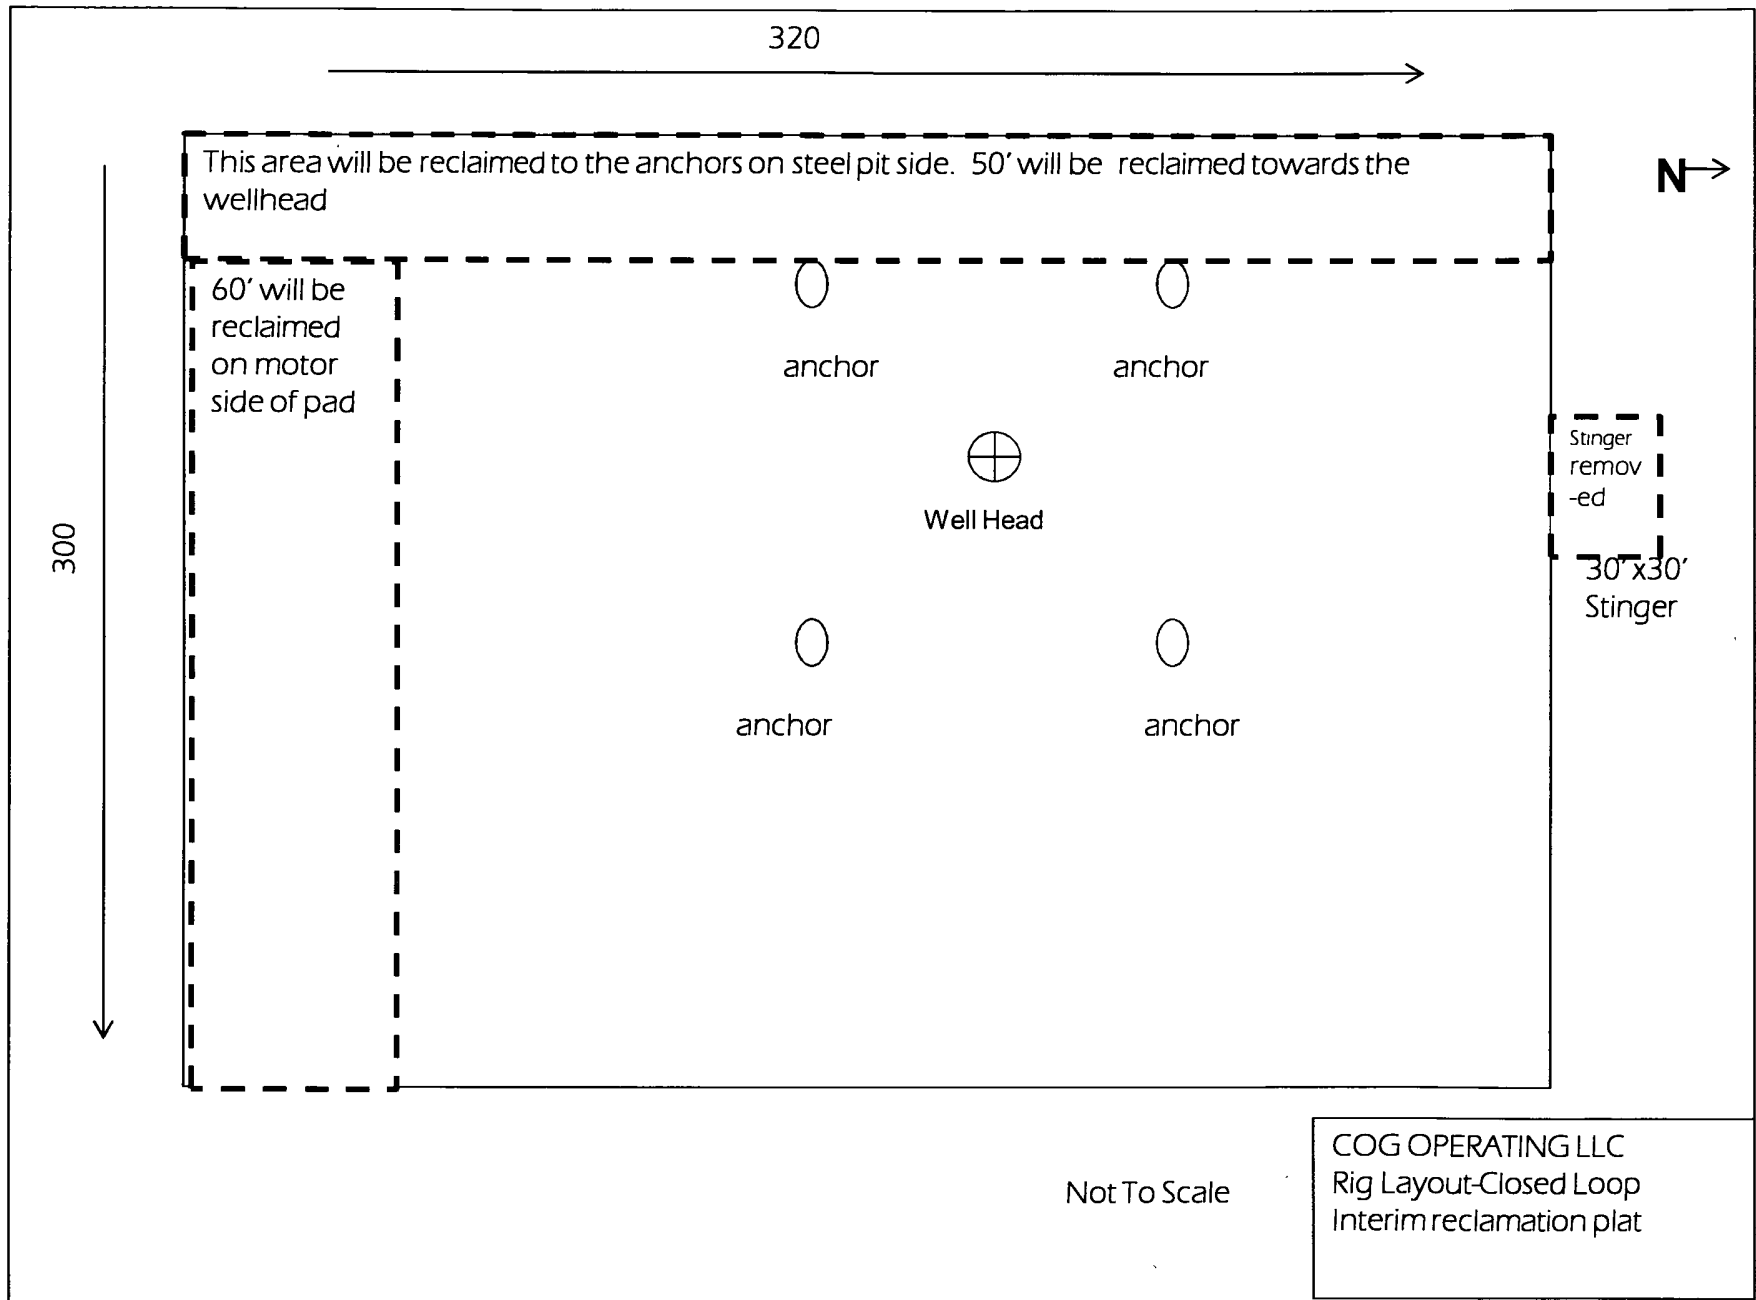 320
This area will be reclaimed to the anchors on steel pit side. 50' will be reclaimed towards the
wellhead
N
60' will be
reclaimed
on motor
side of pad
anchor
anchor
Stinger
remov
-ed
Well Head
300
30'x30'
Stinger
anchor
anchor
Not To Scale
COG OPERATING LLC
Rig Layout-Closed Loop
Interim reclamation plat